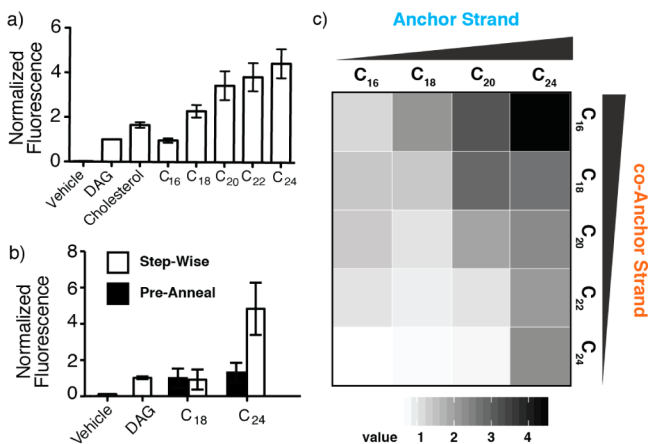 a)
Normalized
Fluorescence
6
4
2
0
Vehicle
DAG
Cholesterol
C16
C18
C20
C22
C24
b)
Normalized
Fluorescence
8
6
4
2
0
Step-Wise
Pre-Anneal
Vehicle
DAG
C18
C24
c)
Anchor Strand
C16 C18 C20 C24
C16
C18
C20
C22
C24
co-Anchor Strand
value 1 2 3 4